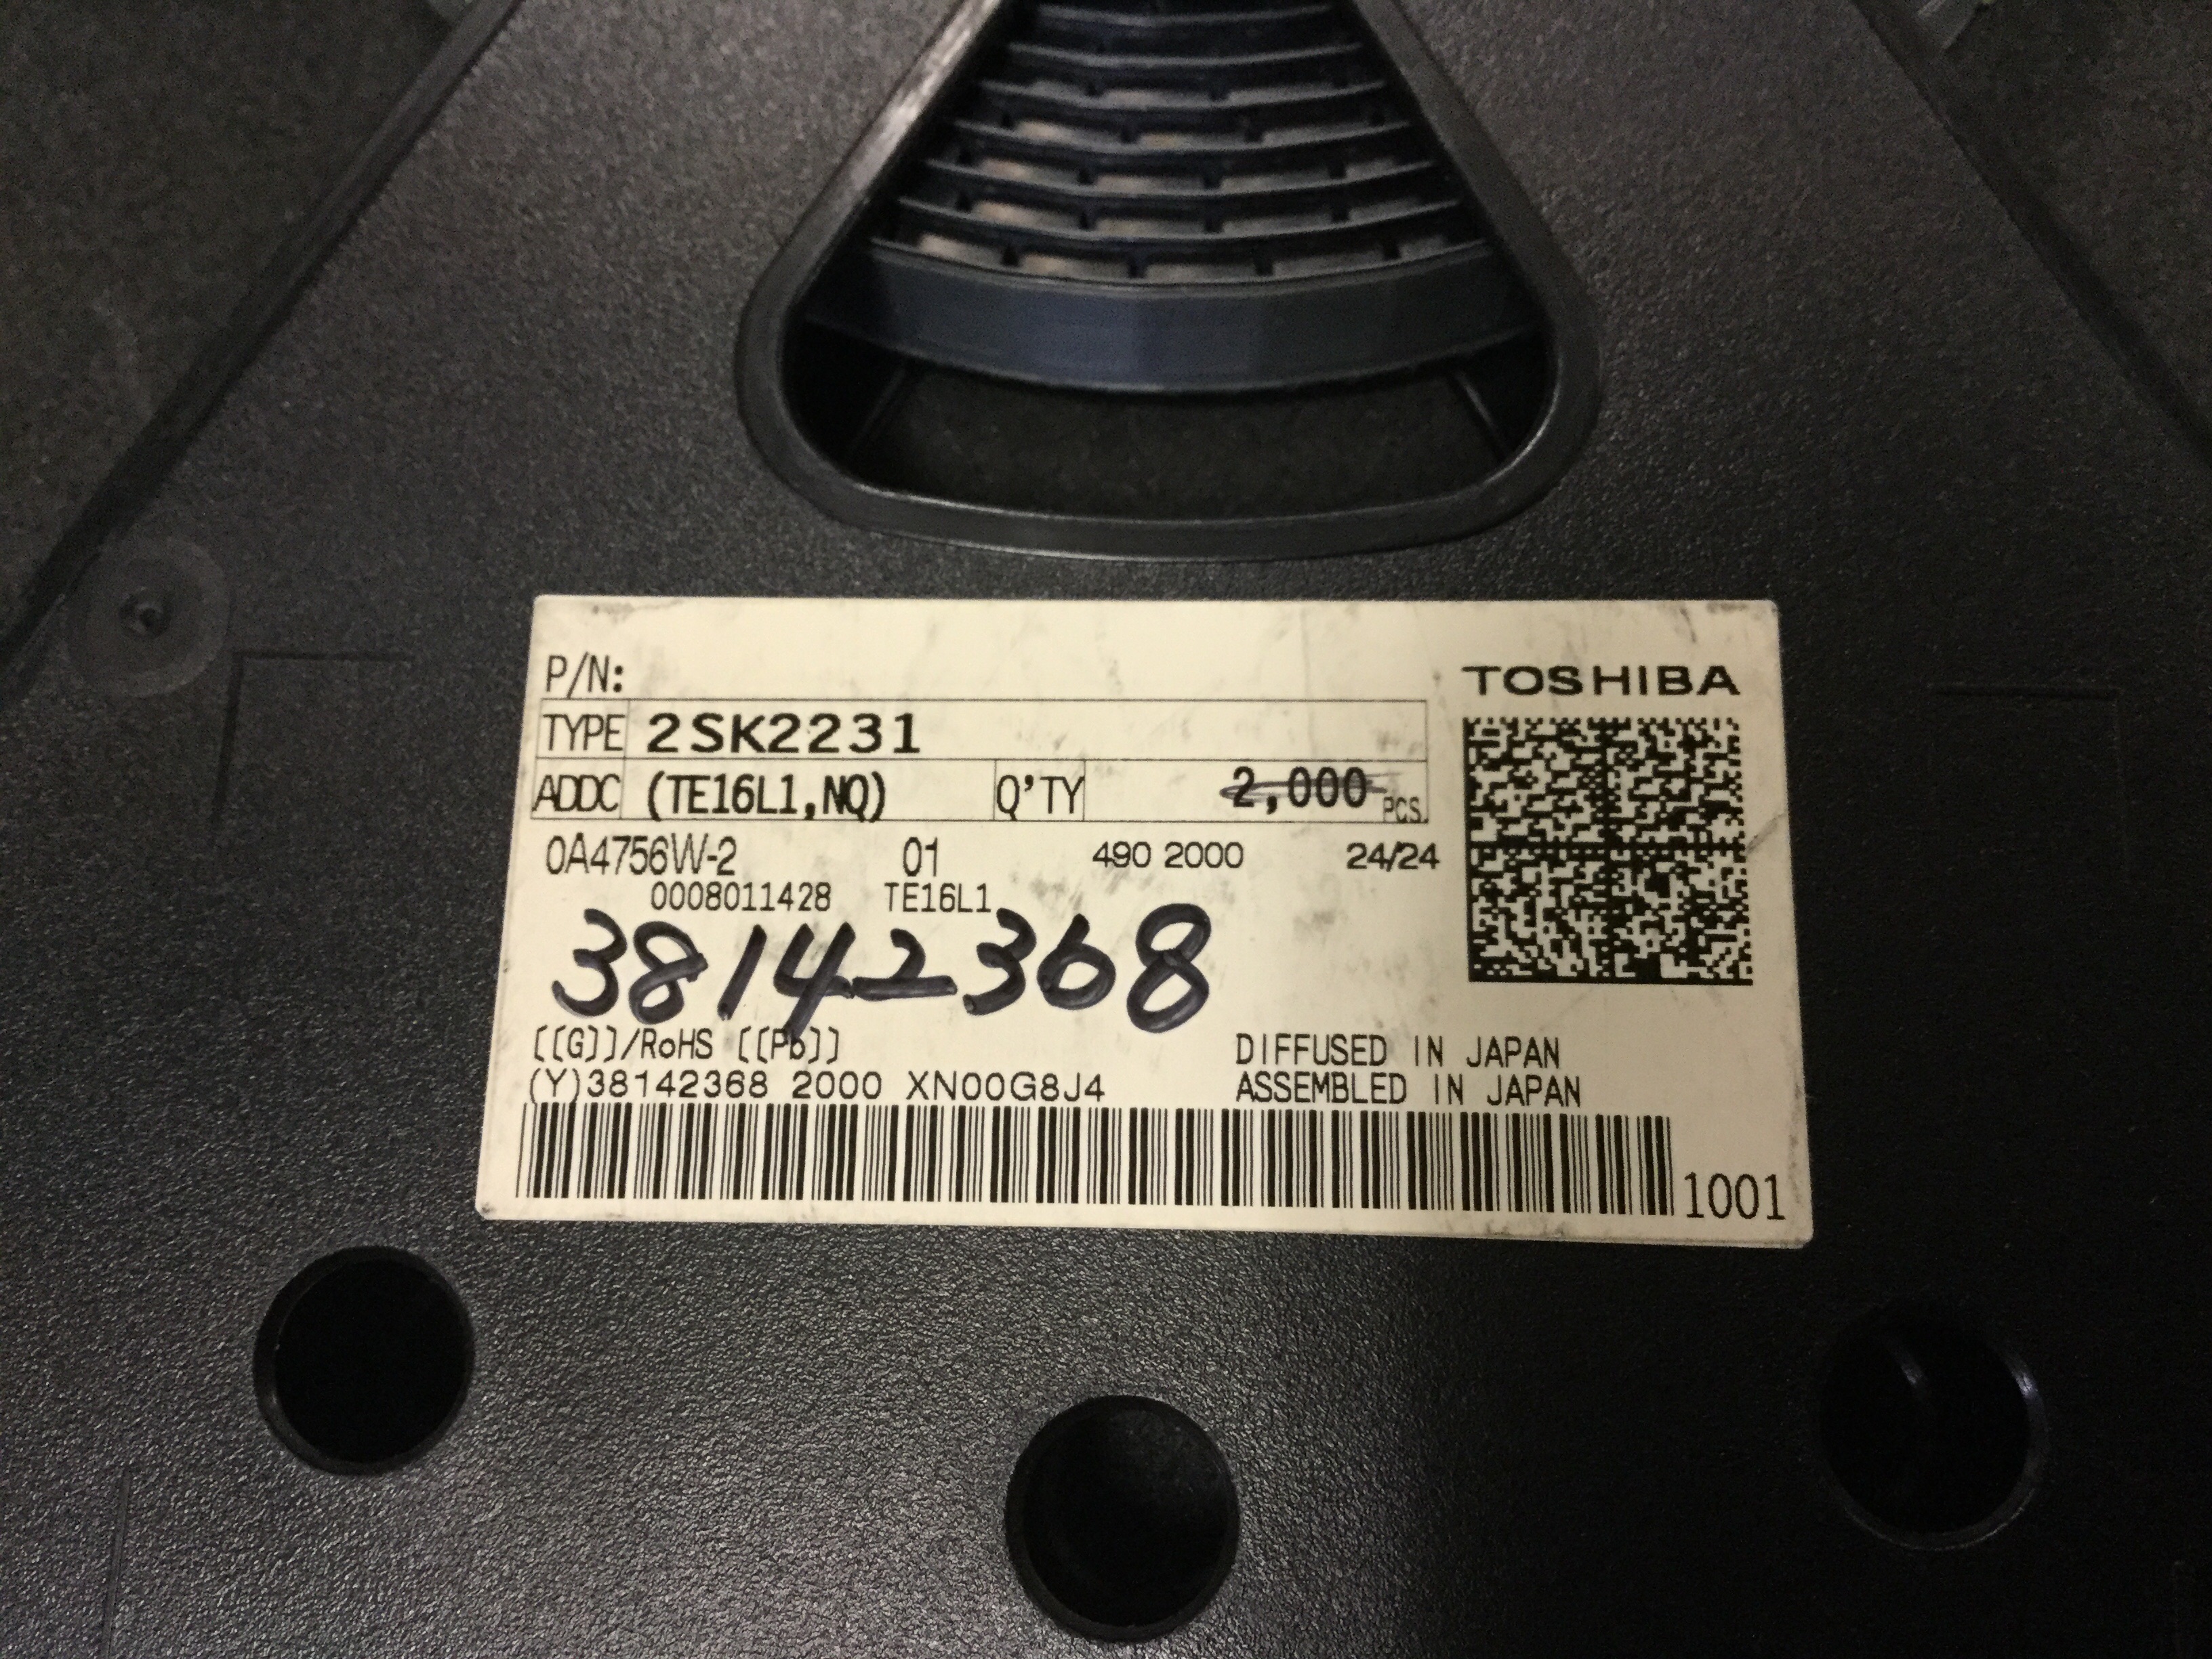 P/N:
TOSHIBA
TYPE 2SK2231
ADDC (TE16L1,NQ) Q'TY 2,000 PCS.
0A4756W-2 01 490 2000 24/24
0008011428 TE16L1
38142368
[[G]]/RoHS [[Pb]]
DIFFUSED IN JAPAN
(Y)38142368 2000 XN00G8J4
ASSEMBLED IN JAPAN
1001